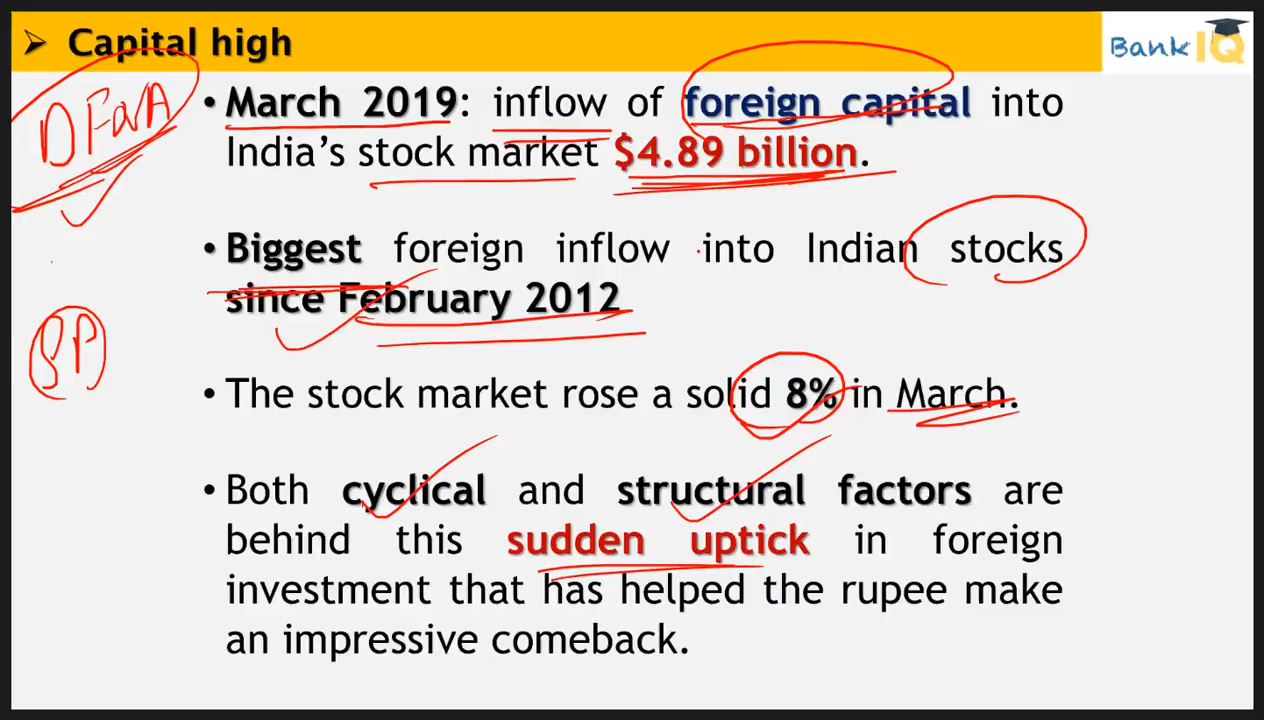 ➤ Capital high
Bank IQ
• March 2019: inflow of foreign capital into
India's stock market $4.89 billion.
• Biggest foreign inflow into Indian stocks
since February 2012
• The stock market rose a solid 8% in March.
• Both cyclical and structural factors are
behind this sudden uptick in foreign
investment that has helped the rupee make
an impressive comeback.